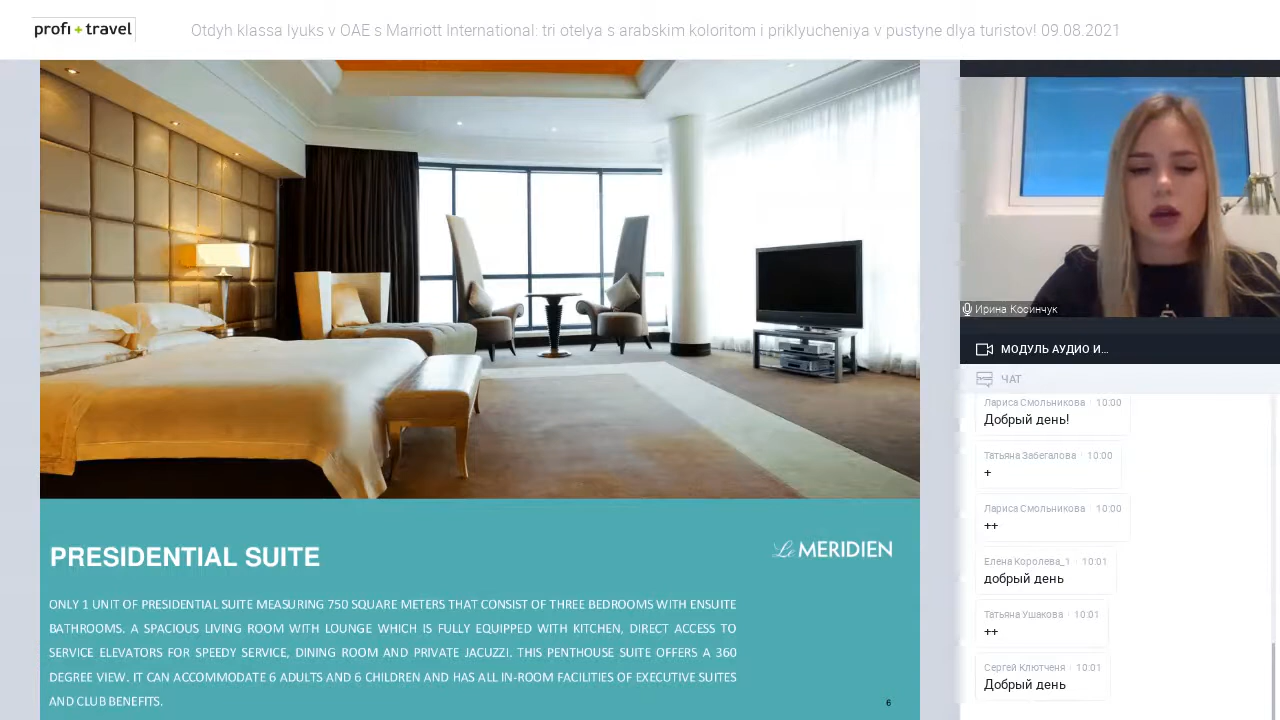 profi + travel
Otdyh klassa lyuks v OAE s Marriott International: tri otelya s arabskim koloritom i priklyucheniya v pustyne dlya turistov! 09.08.2021
PRESIDENTIAL SUITE
Le MERIDIEN
ONLY 1 UNIT OF PRESIDENTIAL SUITE MEASURING 750 SQUARE METERS THAT CONSIST OF THREE BEDROOMS WITH ENSUITE
BATHROOMS. A SPACIOUS LIVING ROOM WITH LOUNGE WHICH IS FULLY EQUIPPED WITH KITCHEN, DIRECT ACCESS TO
SERVICE ELEVATORS FOR SPEEDY SERVICE, DINING ROOM AND PRIVATE JACUZZI. THIS PENTHOUSE SUITE OFFERS A 360
DEGREE VIEW. IT CAN ACCOMMODATE 6 ADULTS AND 6 CHILDREN AND HAS ALL IN-ROOM FACILITIES OF EXECUTIVE SUITES
AND CLUB BENEFITS.
6
Ирина Косинчук
МОДУЛЬ АУДИО И...
ЧАТ
Лариса Смольникова · 10:00
Добрый день!
Татьяна Забегалова · 10:00
+
Лариса Смольникова · 10:00
++
Елена Королева_1 · 10:01
добрый день
Татьяна Ушакова · 10:01
++
Сергей Клютченя · 10:01
Добрый день